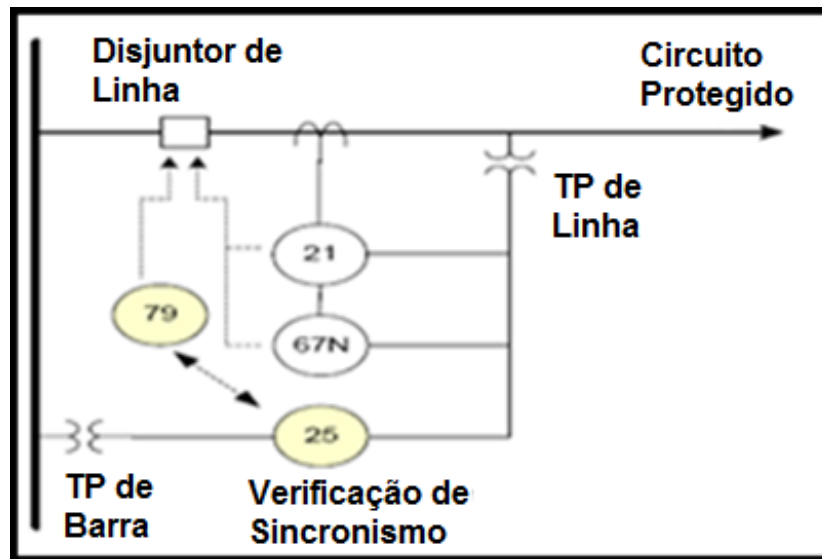 Disjuntor de
Linha
Circuito
Protegido
TP de
Linha
21
79
67N
25
TP de
Barra
Verificação de
Sincronismo